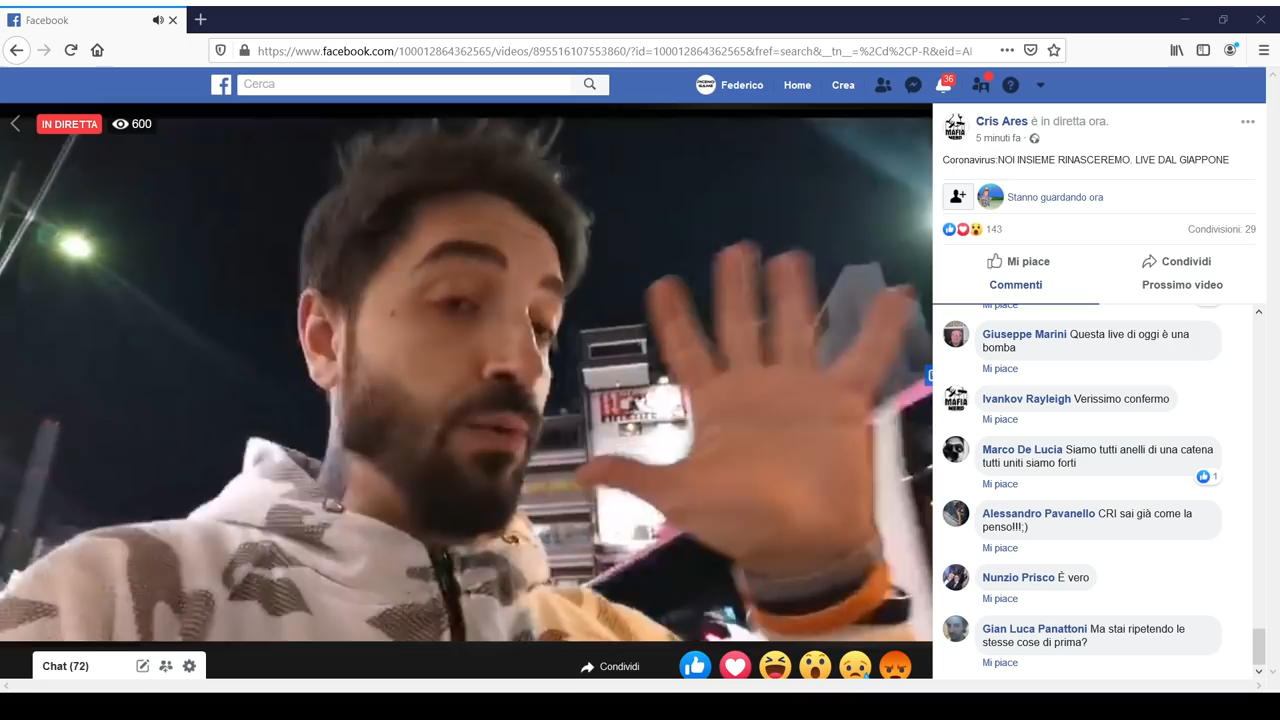 Facebook
https://www.facebook.com/100012864362565/videos/895516107553860/?id=100012864362565&fref=search&__tn__=%2Cd%2CP-R&eid=A
Cerca
Federico
Home
Crea
36
IN DIRETTA
600
Cris Ares è in diretta ora.
5 minuti fa ·
Coronavirus:NOI INSIEME RINASCEREMO. LIVE DAL GIAPPONE
Stanno guardando ora
143
Condivisioni: 29
Mi piace
Condividi
Commenti
Prossimo video
Mi piace
Giuseppe Marini Questa live di oggi è una
bomba
Mi piace
Ivankov Rayleigh Verissimo confermo
Mi piace
Marco De Lucia Siamo tutti anelli di una catena
tutti uniti siamo forti
1
Mi piace
Alessandro Pavanello CRI sai già come la
penso!!!;)
Mi piace
Nunzio Prisco È vero
Mi piace
Gian Luca Panattoni Ma stai ripetendo le
stesse cose di prima?
Mi piace
Chat (72)
Condividi
MAFIA
NERD